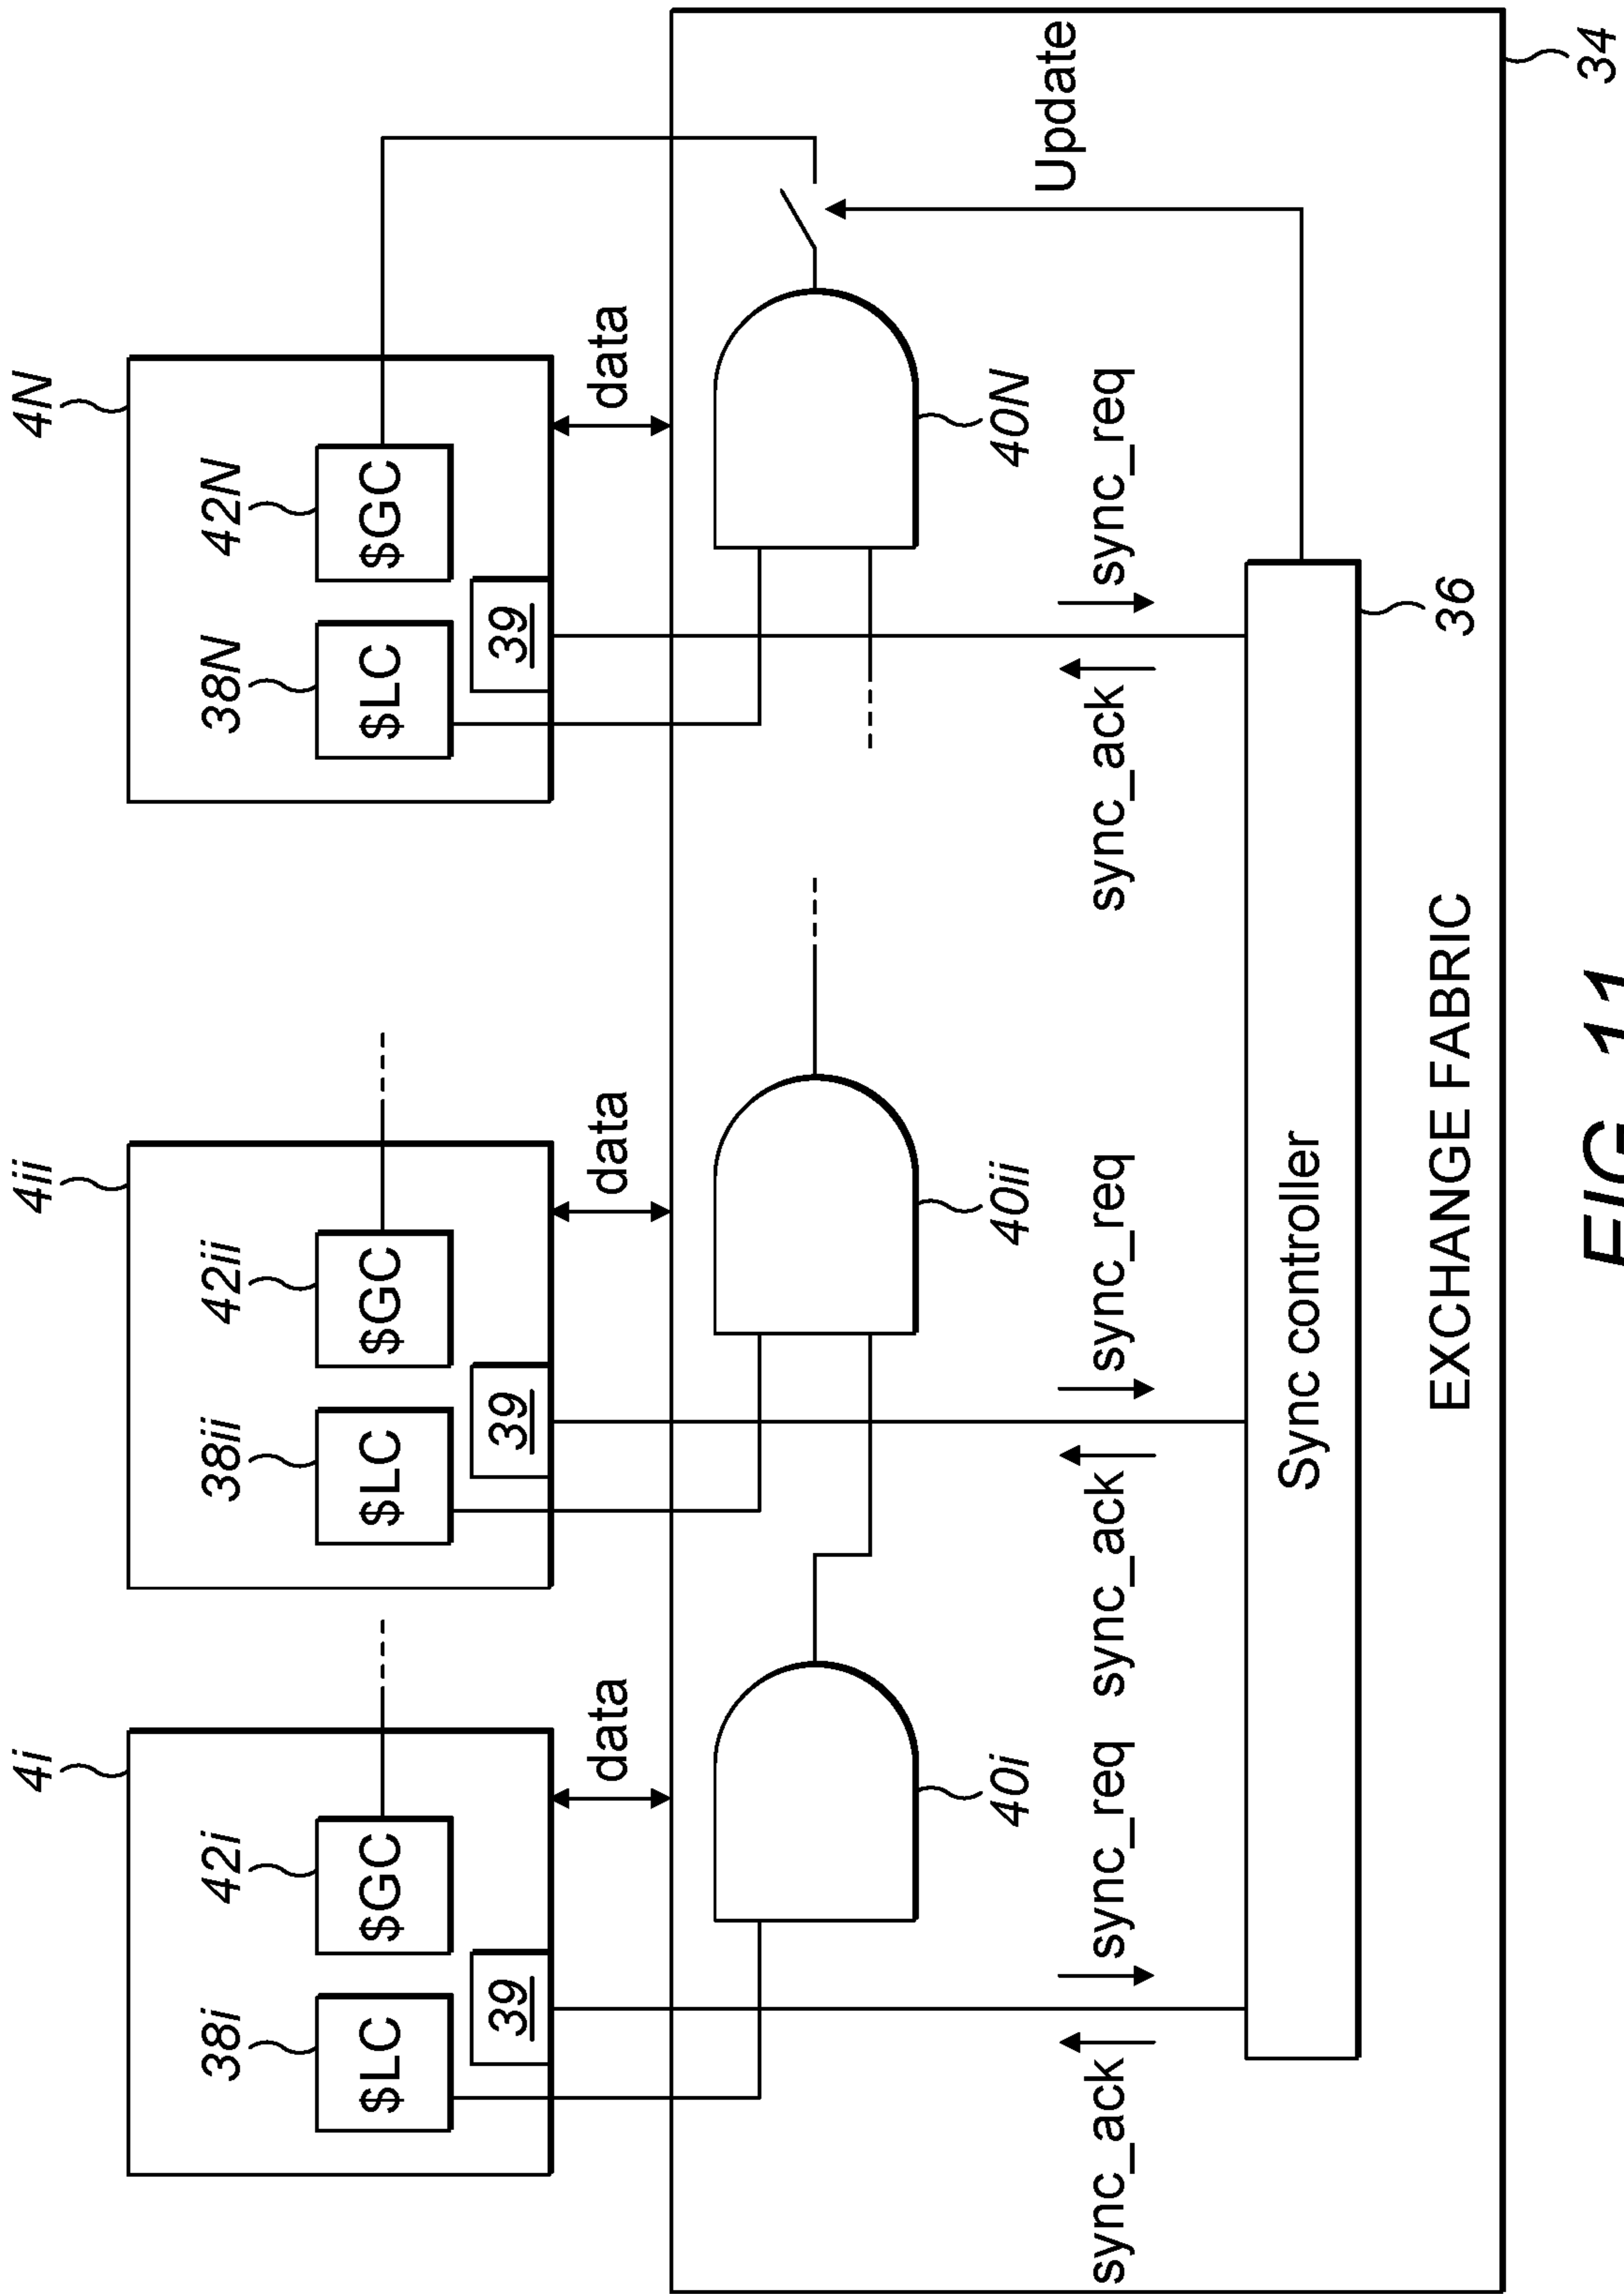 4i
4ii
4N
38i
42i
38ii
42ii
38N
42N
$LC
$GC
$LC
$GC
$LC
$GC
39
39
39
data
data
data
40i
40ii
40N
sync_ack
sync_req
sync_ack
sync_req
sync_ack
sync_req
Update
Sync controller
36
EXCHANGE FABRIC
34
FIG. 11